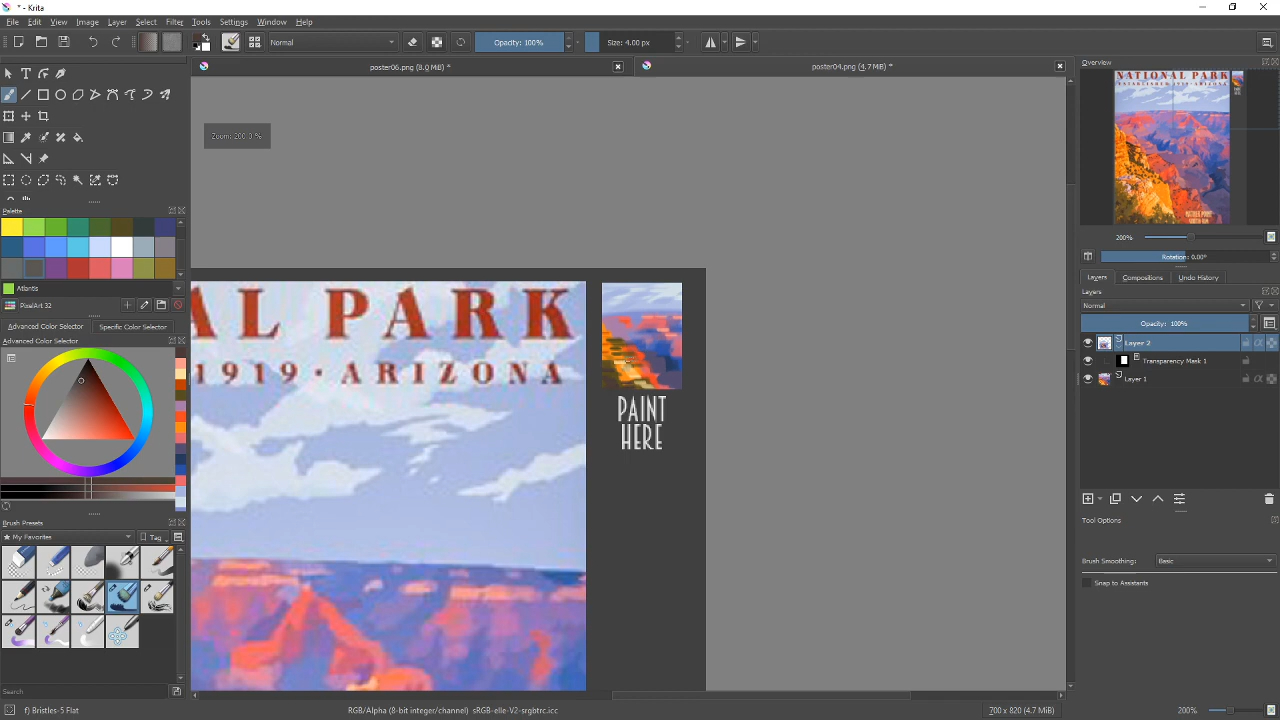 * - Krita
File Edit View Image Layer Select Filter Tools Settings Window Help
Normal
Opacity: 100%
Size: 4.00 px
poster06.png (8.0 MiB) *
poster04.png (4.7 MiB) *
Zoom: 200.0 %
Palette
Atlantis
PixelArt 32
Advanced Color Selector
Specific Color Selector
Advanced Color Selector
Brush Presets
My Favorites
Tag
Search
f) Bristles-5 Flat
AL PARK
1919 · ARIZONA
PAINT
HERE
RGB/Alpha (8-bit integer/channel) sRGB-elle-V2-srgbtrc.icc
700 x 820 (4.7 MiB)
200%
Overview
NATIONAL PARK
200%
Rotation: 0.00°
Layers Compositions Undo History
Layers
Normal
Opacity: 100%
Layer 2
Transparency Mask 1
Layer 1
Tool Options
Brush Smoothing: Basic
Snap to Assistants